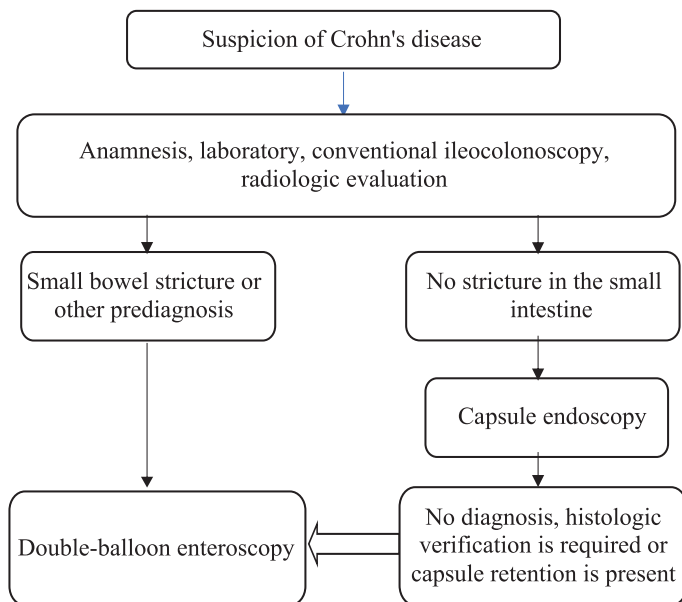 Suspicion of Crohn's disease
Anamnesis, laboratory, conventional ileocolonoscopy,
radiologic evaluation
Small bowel stricture or
other prediagnosis
No stricture in the small
intestine
Capsule endoscopy
Double-balloon enteroscopy
No diagnosis, histologic
verification is required or
capsule retention is present